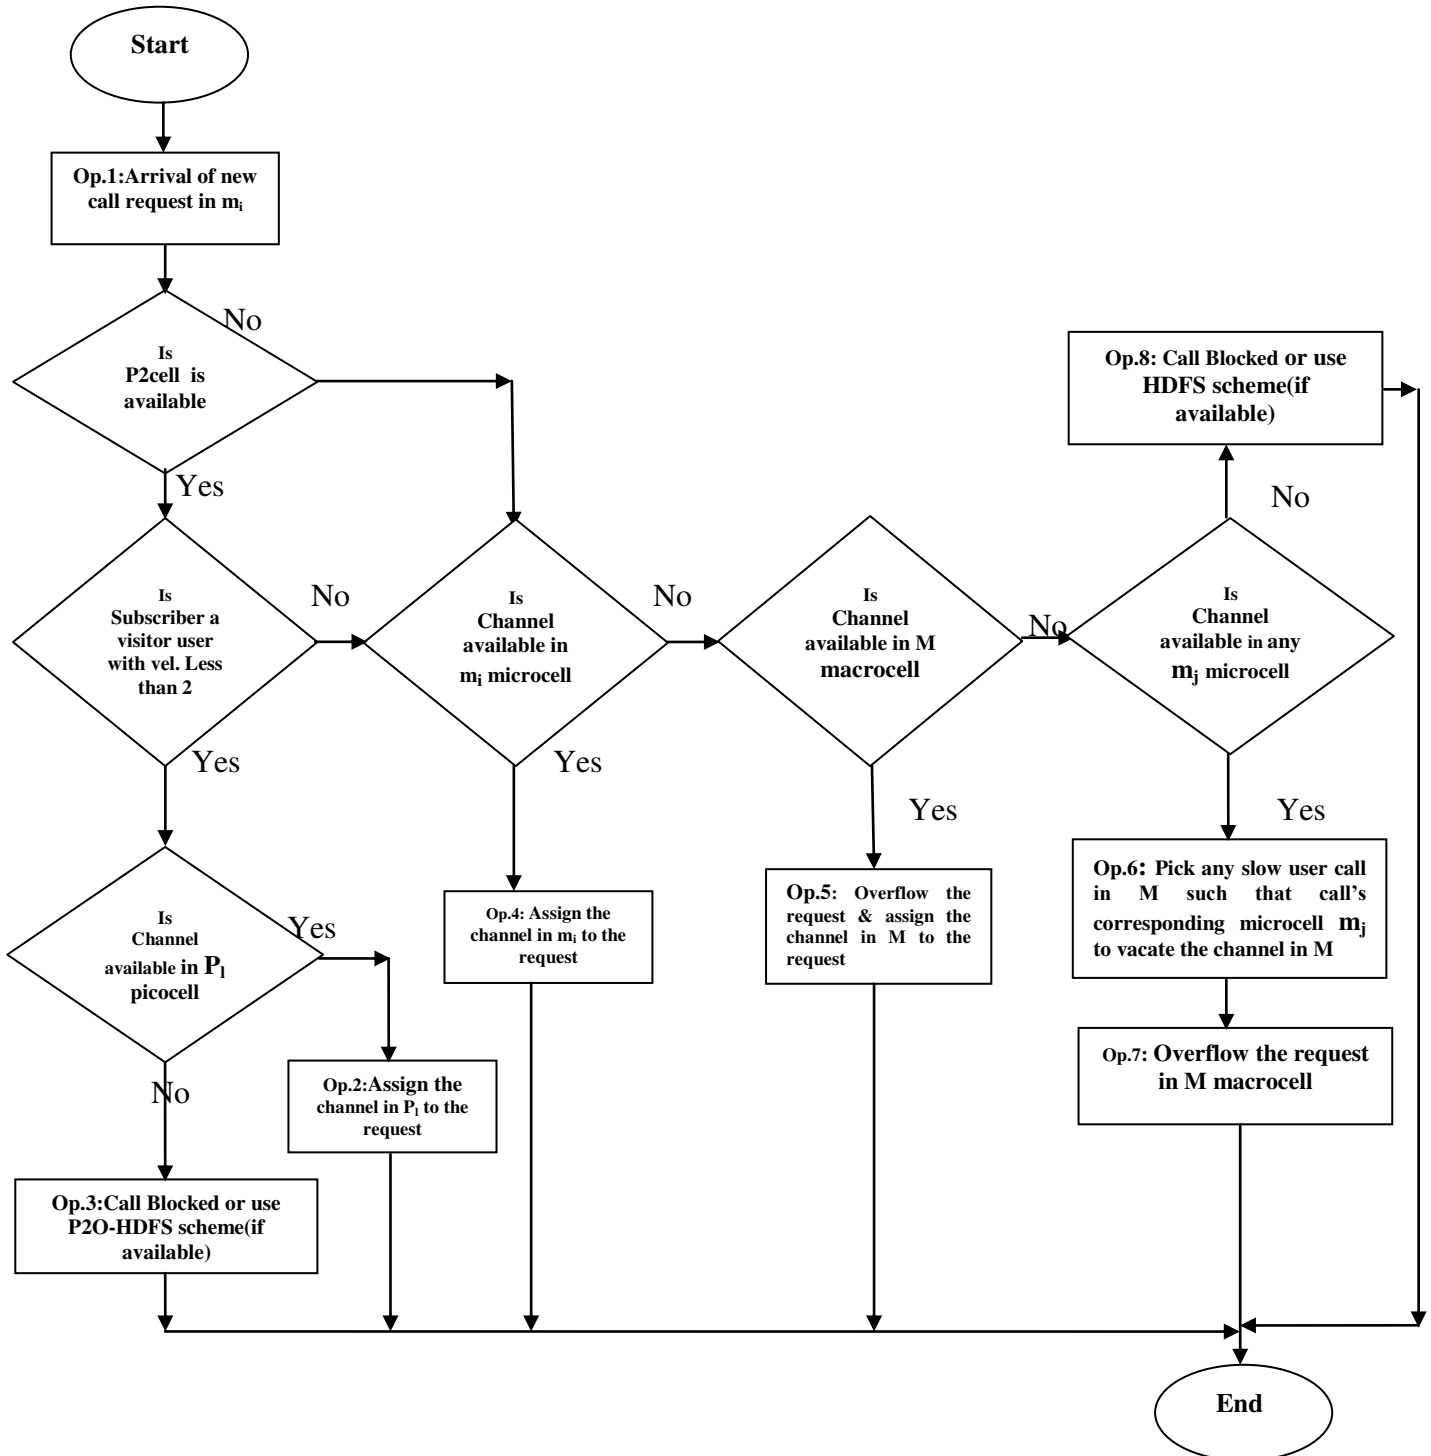 Start
Op.1:Arrival of new
call request in mi
No
Is
P2cell is
available
Yes
Op.8: Call Blocked or use
HDFS scheme(if
available)
No
Is
Subscriber a
visitor user
with vel. Less
than 2
No
Is
Channel
available in
mi microcell
No
Is
Channel
available in M
macrocell
No
Is
Channel
available in any
mj microcell
Yes
Yes
Yes
Yes
Is
Channel
available in Pl
picocell
Yes
No
Op.4: Assign the
channel in mi to the
request
Op.5: Overflow the
request & assign the
channel in M to the
request
Op.6: Pick any slow user call
in M such that call's
corresponding microcell mj
to vacate the channel in M
Op.2:Assign the
channel in Pl to the
request
Op.7: Overflow the request
in M macrocell
Op.3:Call Blocked or use
P2O-HDFS scheme(if
available)
End